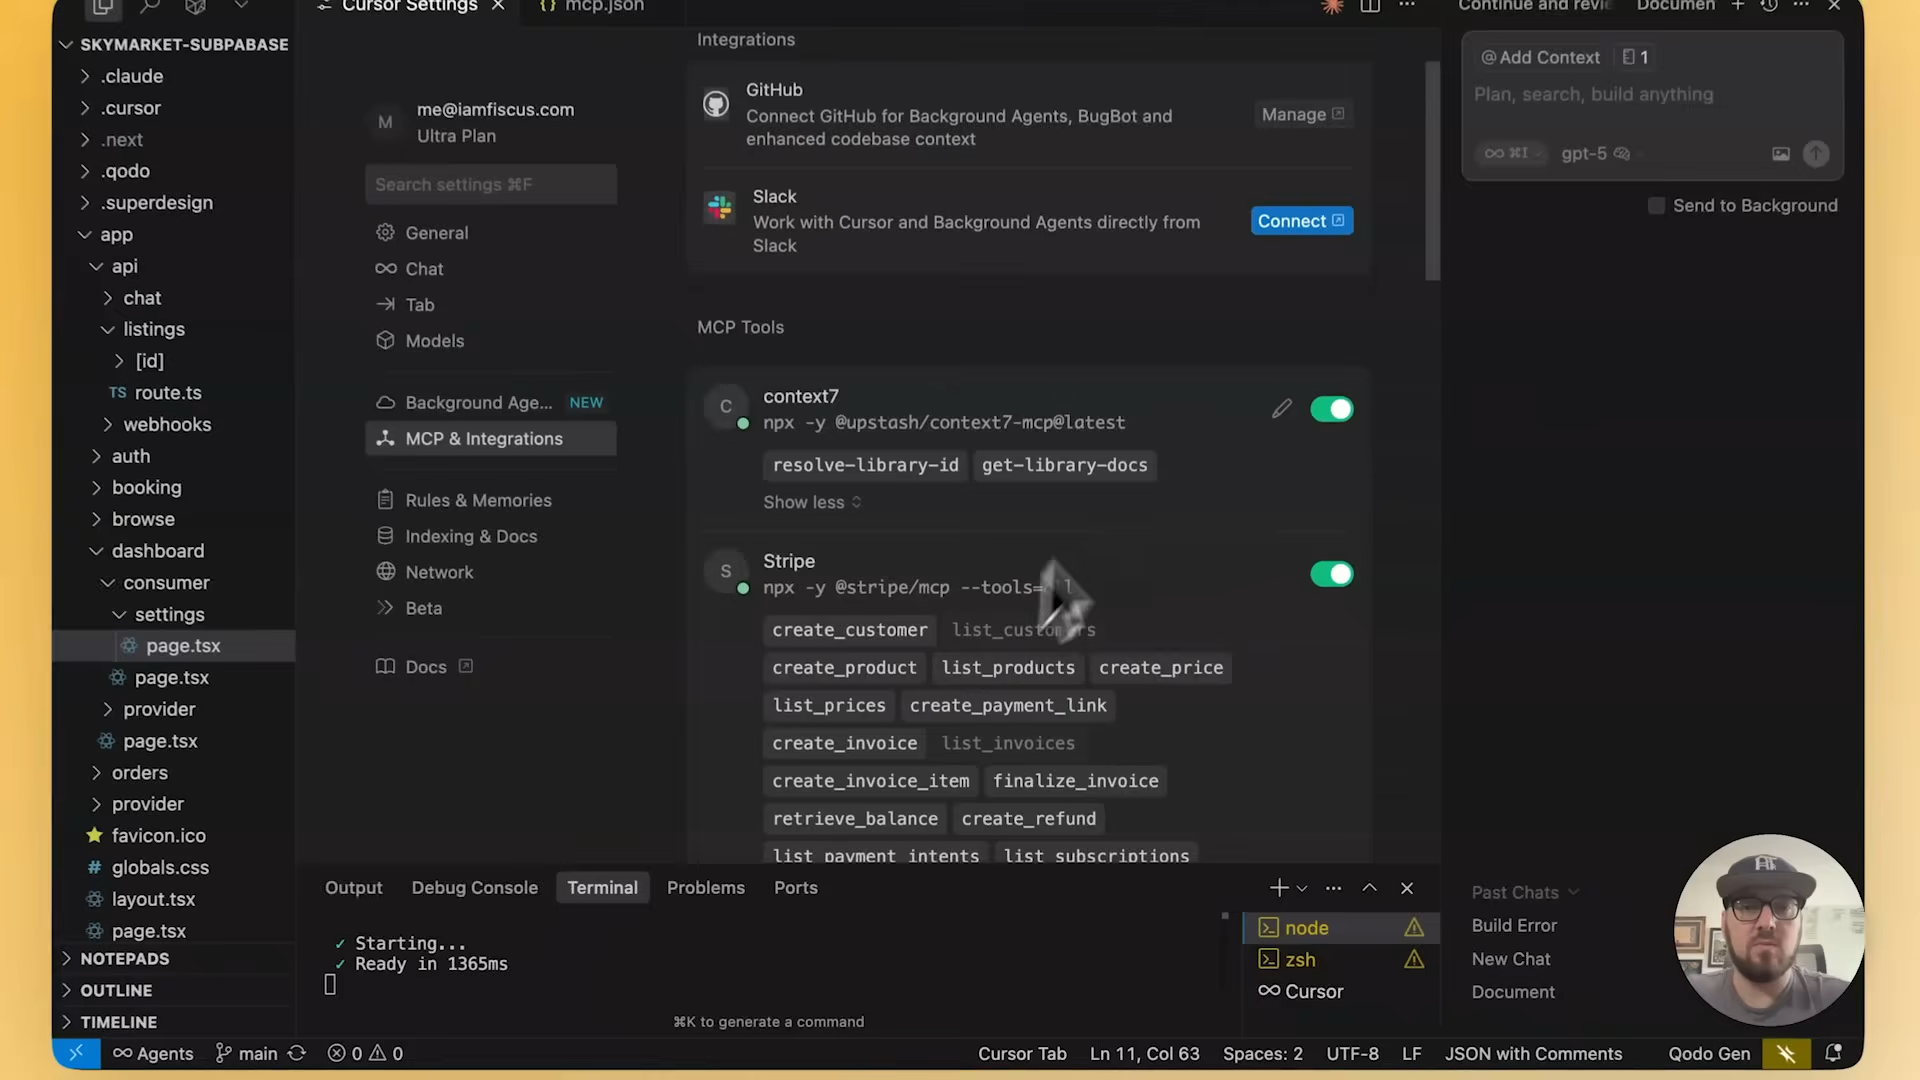 Cursor Settings
mcp.json
Continue and revie
Documen
SKYMARKET-SUBPABASE
.claude
.cursor
.next
.qodo
.superdesign
app
api
chat
listings
[id]
TS route.ts
webhooks
auth
booking
browse
dashboard
consumer
settings
page.tsx
page.tsx
provider
page.tsx
orders
provider
favicon.ico
globals.css
layout.tsx
page.tsx
NOTEPADS
OUTLINE
TIMELINE
M
me@iamfiscus.com
Ultra Plan
Search settings ⌘F
General
Chat
Tab
Models
Background Age... NEW
MCP & Integrations
Rules & Memories
Indexing & Docs
Network
Beta
Docs
Integrations
GitHub
Connect GitHub for Background Agents, BugBot and
enhanced codebase context
Manage
Slack
Work with Cursor and Background Agents directly from
Slack
Connect
MCP Tools
C
context7
npx -y @upstash/context7-mcp@latest
resolve-library-id get-library-docs
Show less
S
Stripe
npx -y @stripe/mcp --tools=
create_customer list_customers
create_product list_products create_price
list_prices create_payment_link
create_invoice list_invoices
create_invoice_item finalize_invoice
retrieve_balance create_refund
list_payment_intents list_subscriptions
Output Debug Console Terminal Problems Ports
✓ Starting...
✓ Ready in 1365ms
⌘K to generate a command
node
zsh
Cursor
@ Add Context 1
Plan, search, build anything
∞ ⌘I gpt-5
Send to Background
Past Chats
Build Error
New Chat
Document
Agents main 0 0
Cursor Tab Ln 11, Col 63 Spaces: 2 UTF-8 LF JSON with Comments Qodo Gen